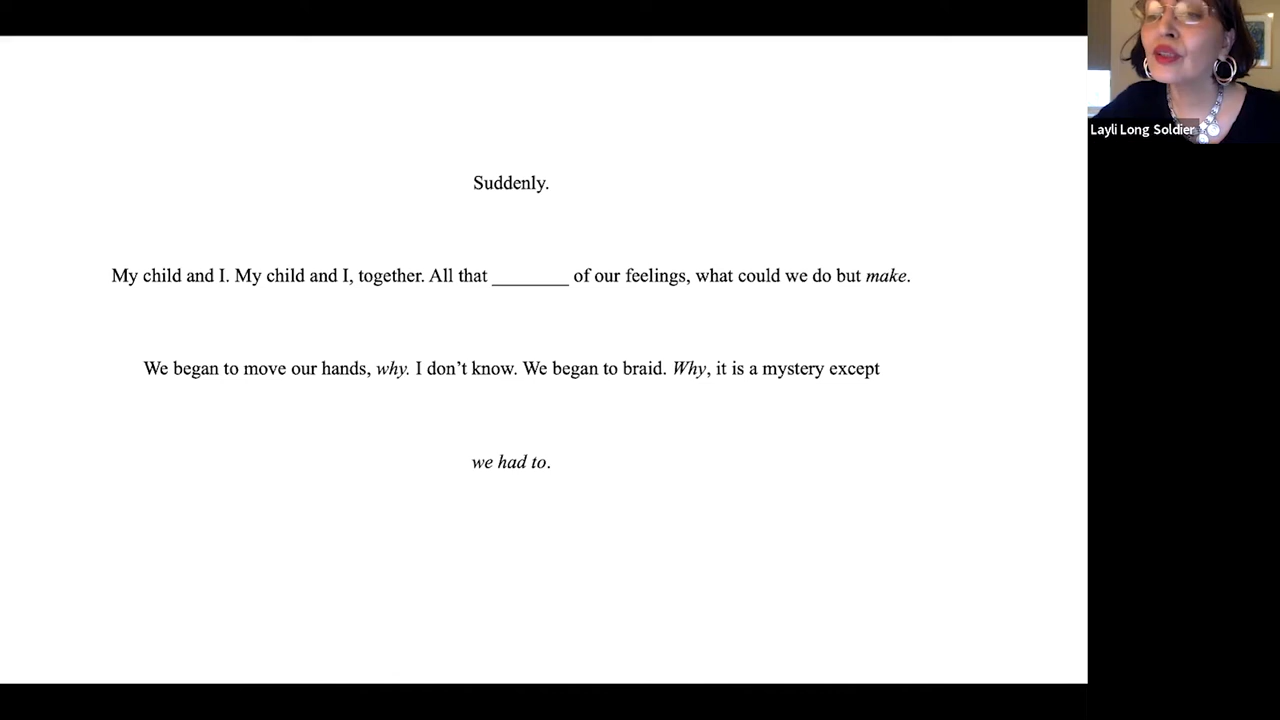 Suddenly.
My child and I. My child and I, together. All that ________ of our feelings, what could we do but make.
We began to move our hands, why. I don’t know. We began to braid. Why, it is a mystery except
we had to.
Layli Long Soldier